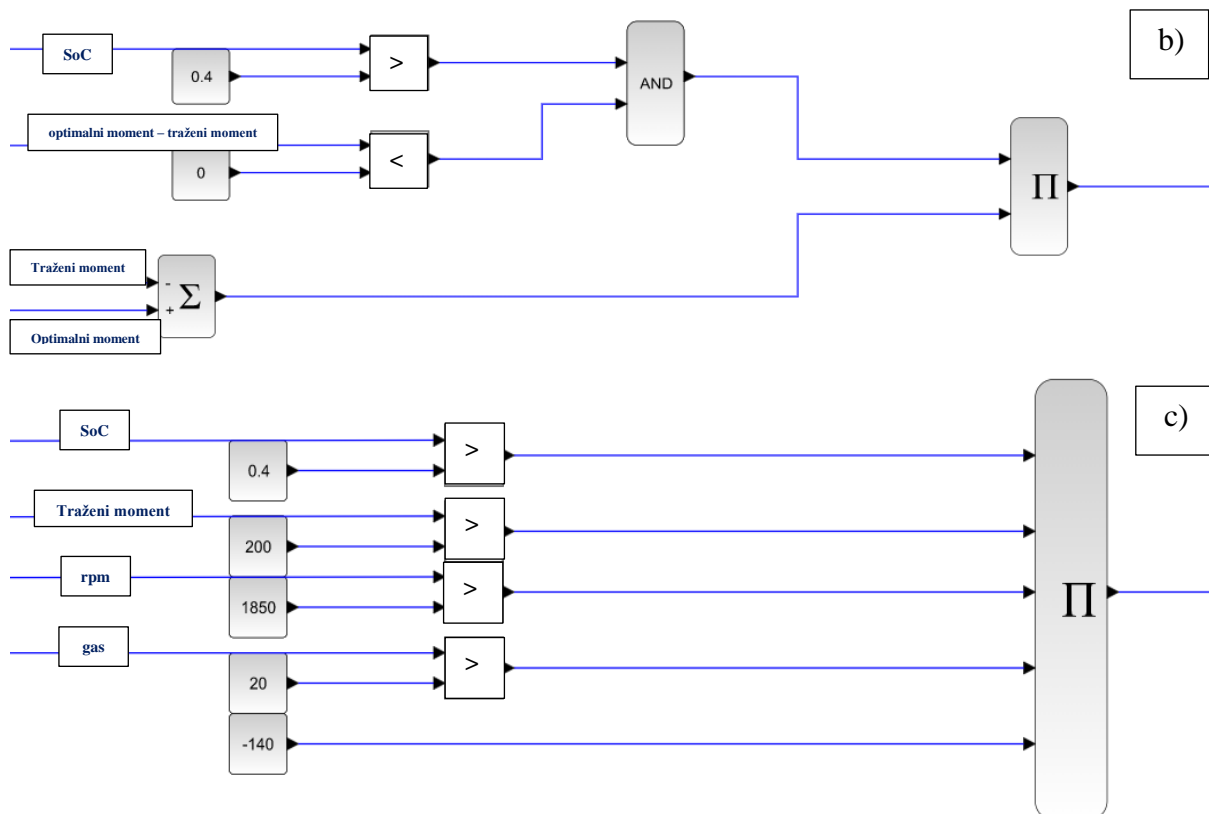 b)
SoC
0.4
>
AND
optimalni moment – traženi moment
0
<
Π
Traženi moment
-
Σ
+
Optimalni moment
c)
SoC
0.4
>
Traženi moment
200
>
rpm
1850
>
Π
gas
20
>
-140